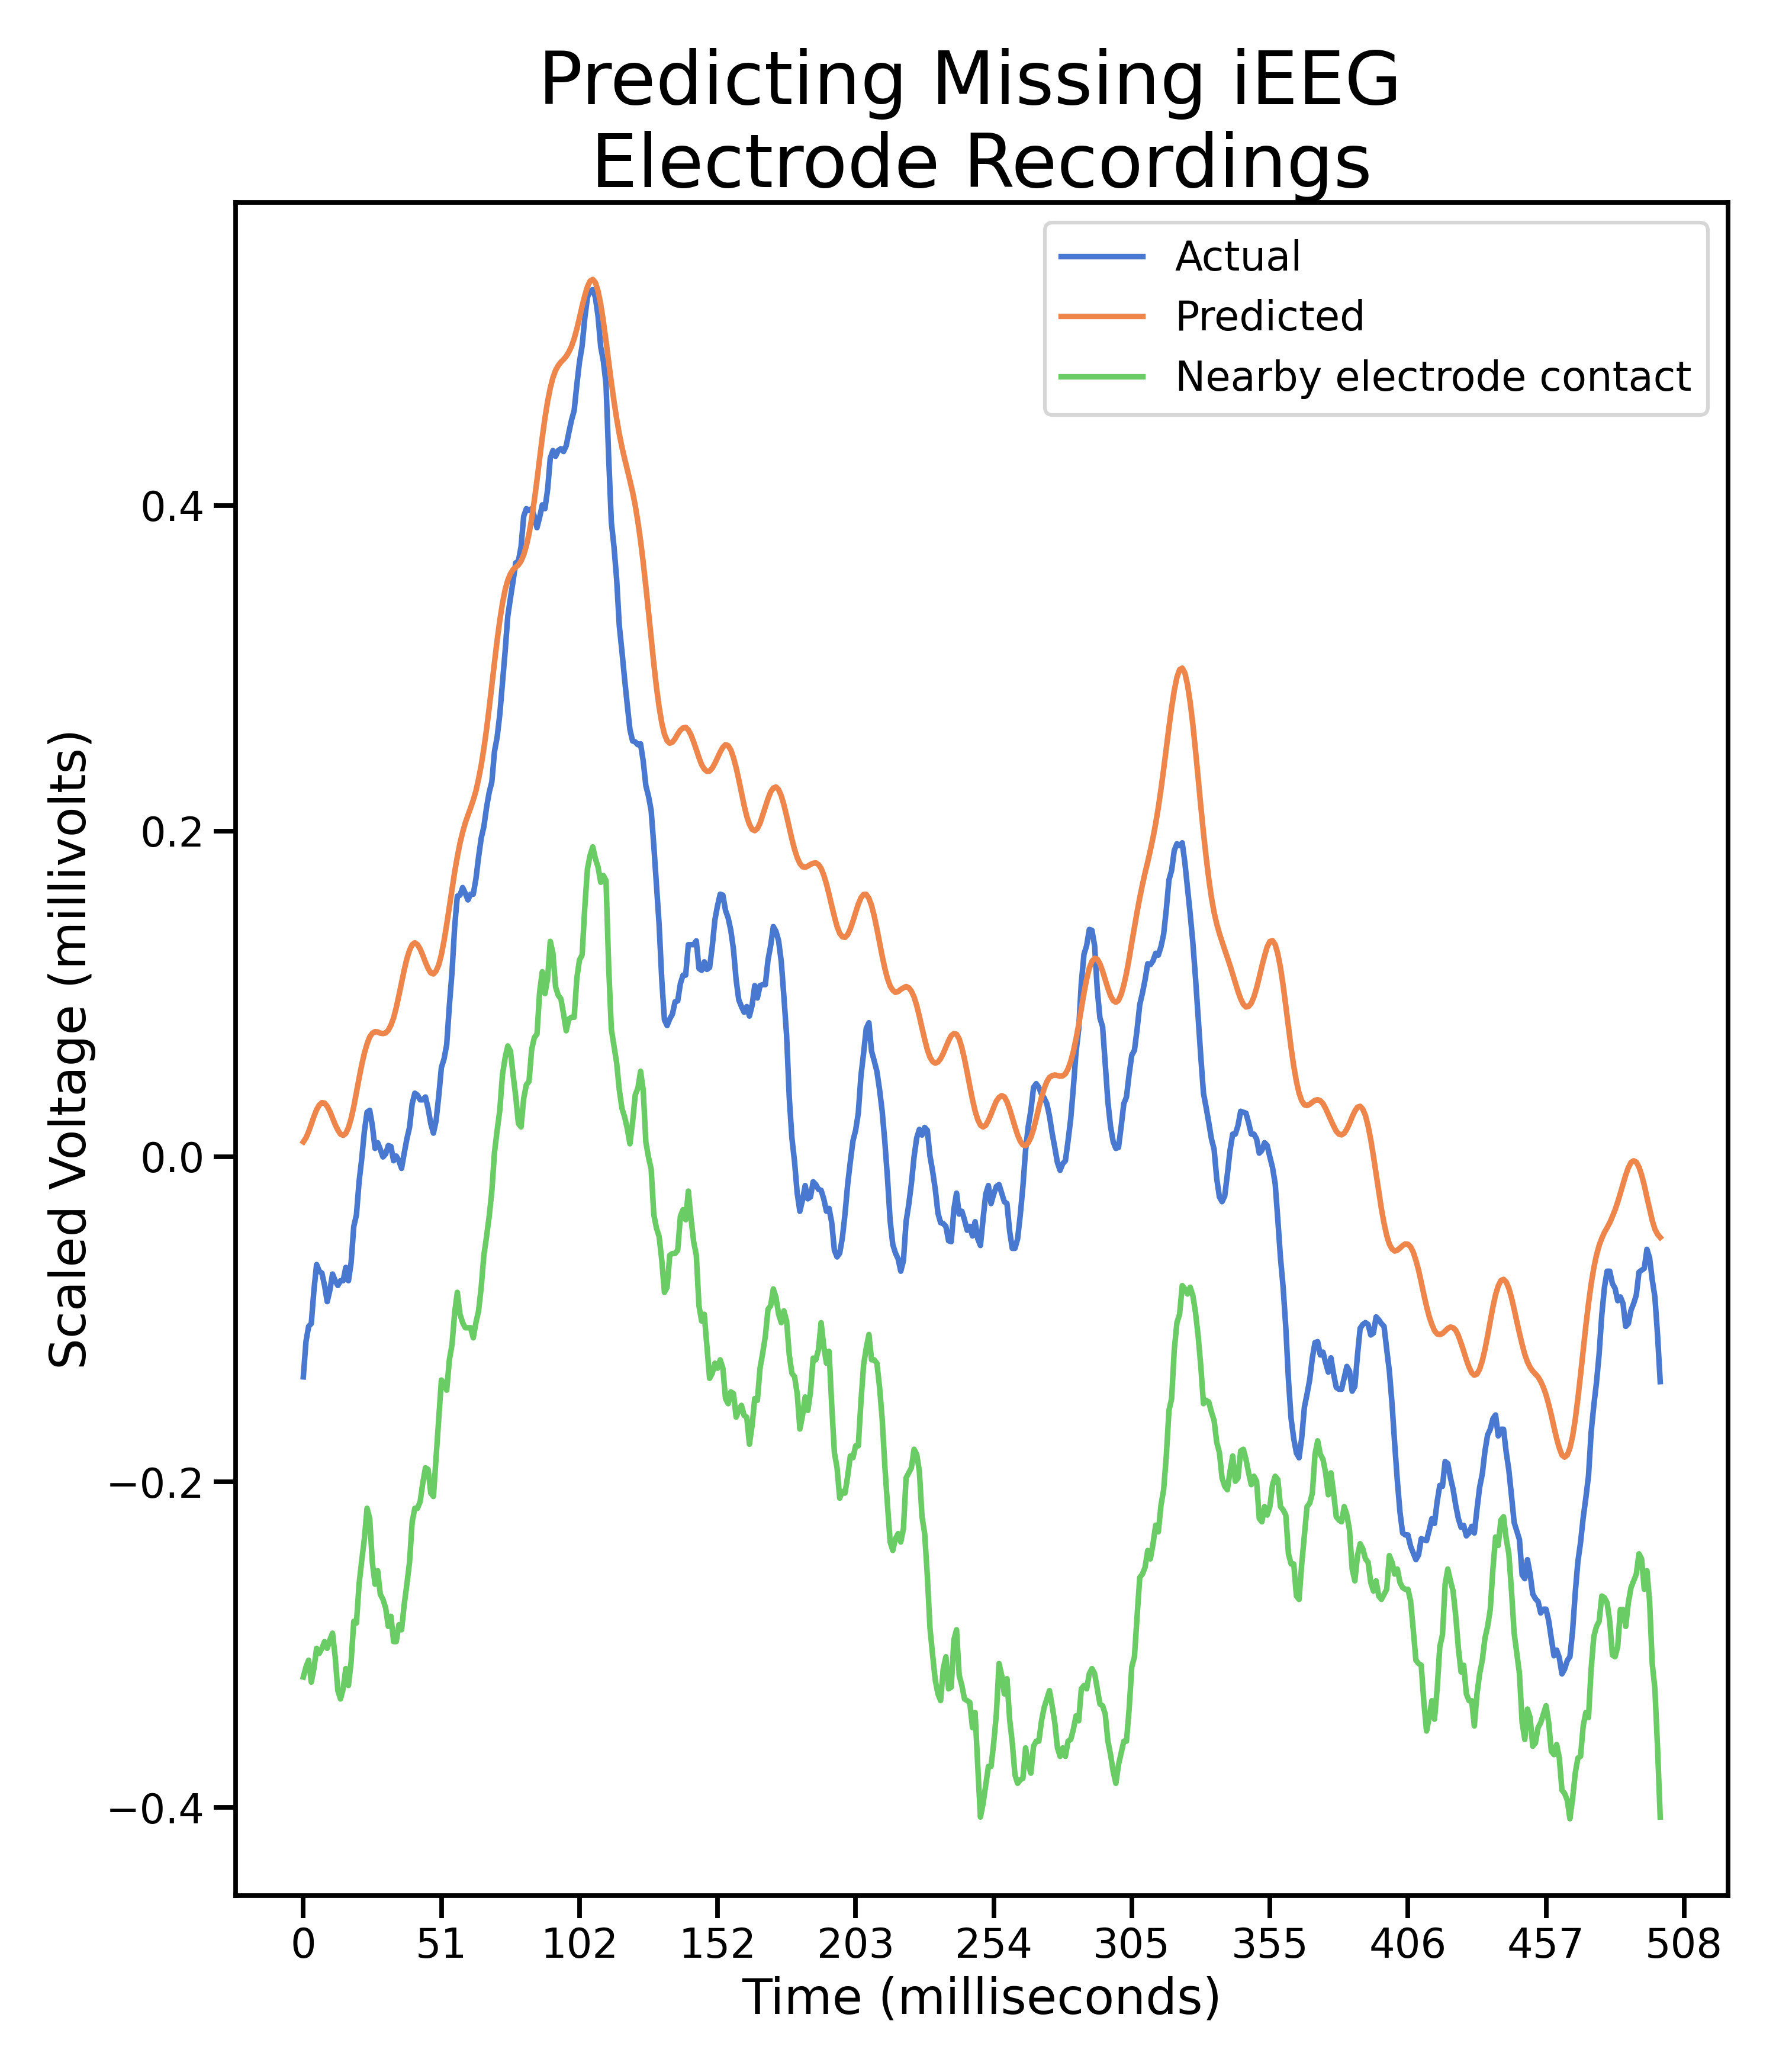 Predicting Missing iEEG
Electrode Recordings
Actual
Predicted
Nearby electrode contact
Scaled Voltage (millivolts)
0.4
0.2
0.0
−0.2
−0.4
0 51 102 152 203 254 305 355 406 457 508
Time (milliseconds)